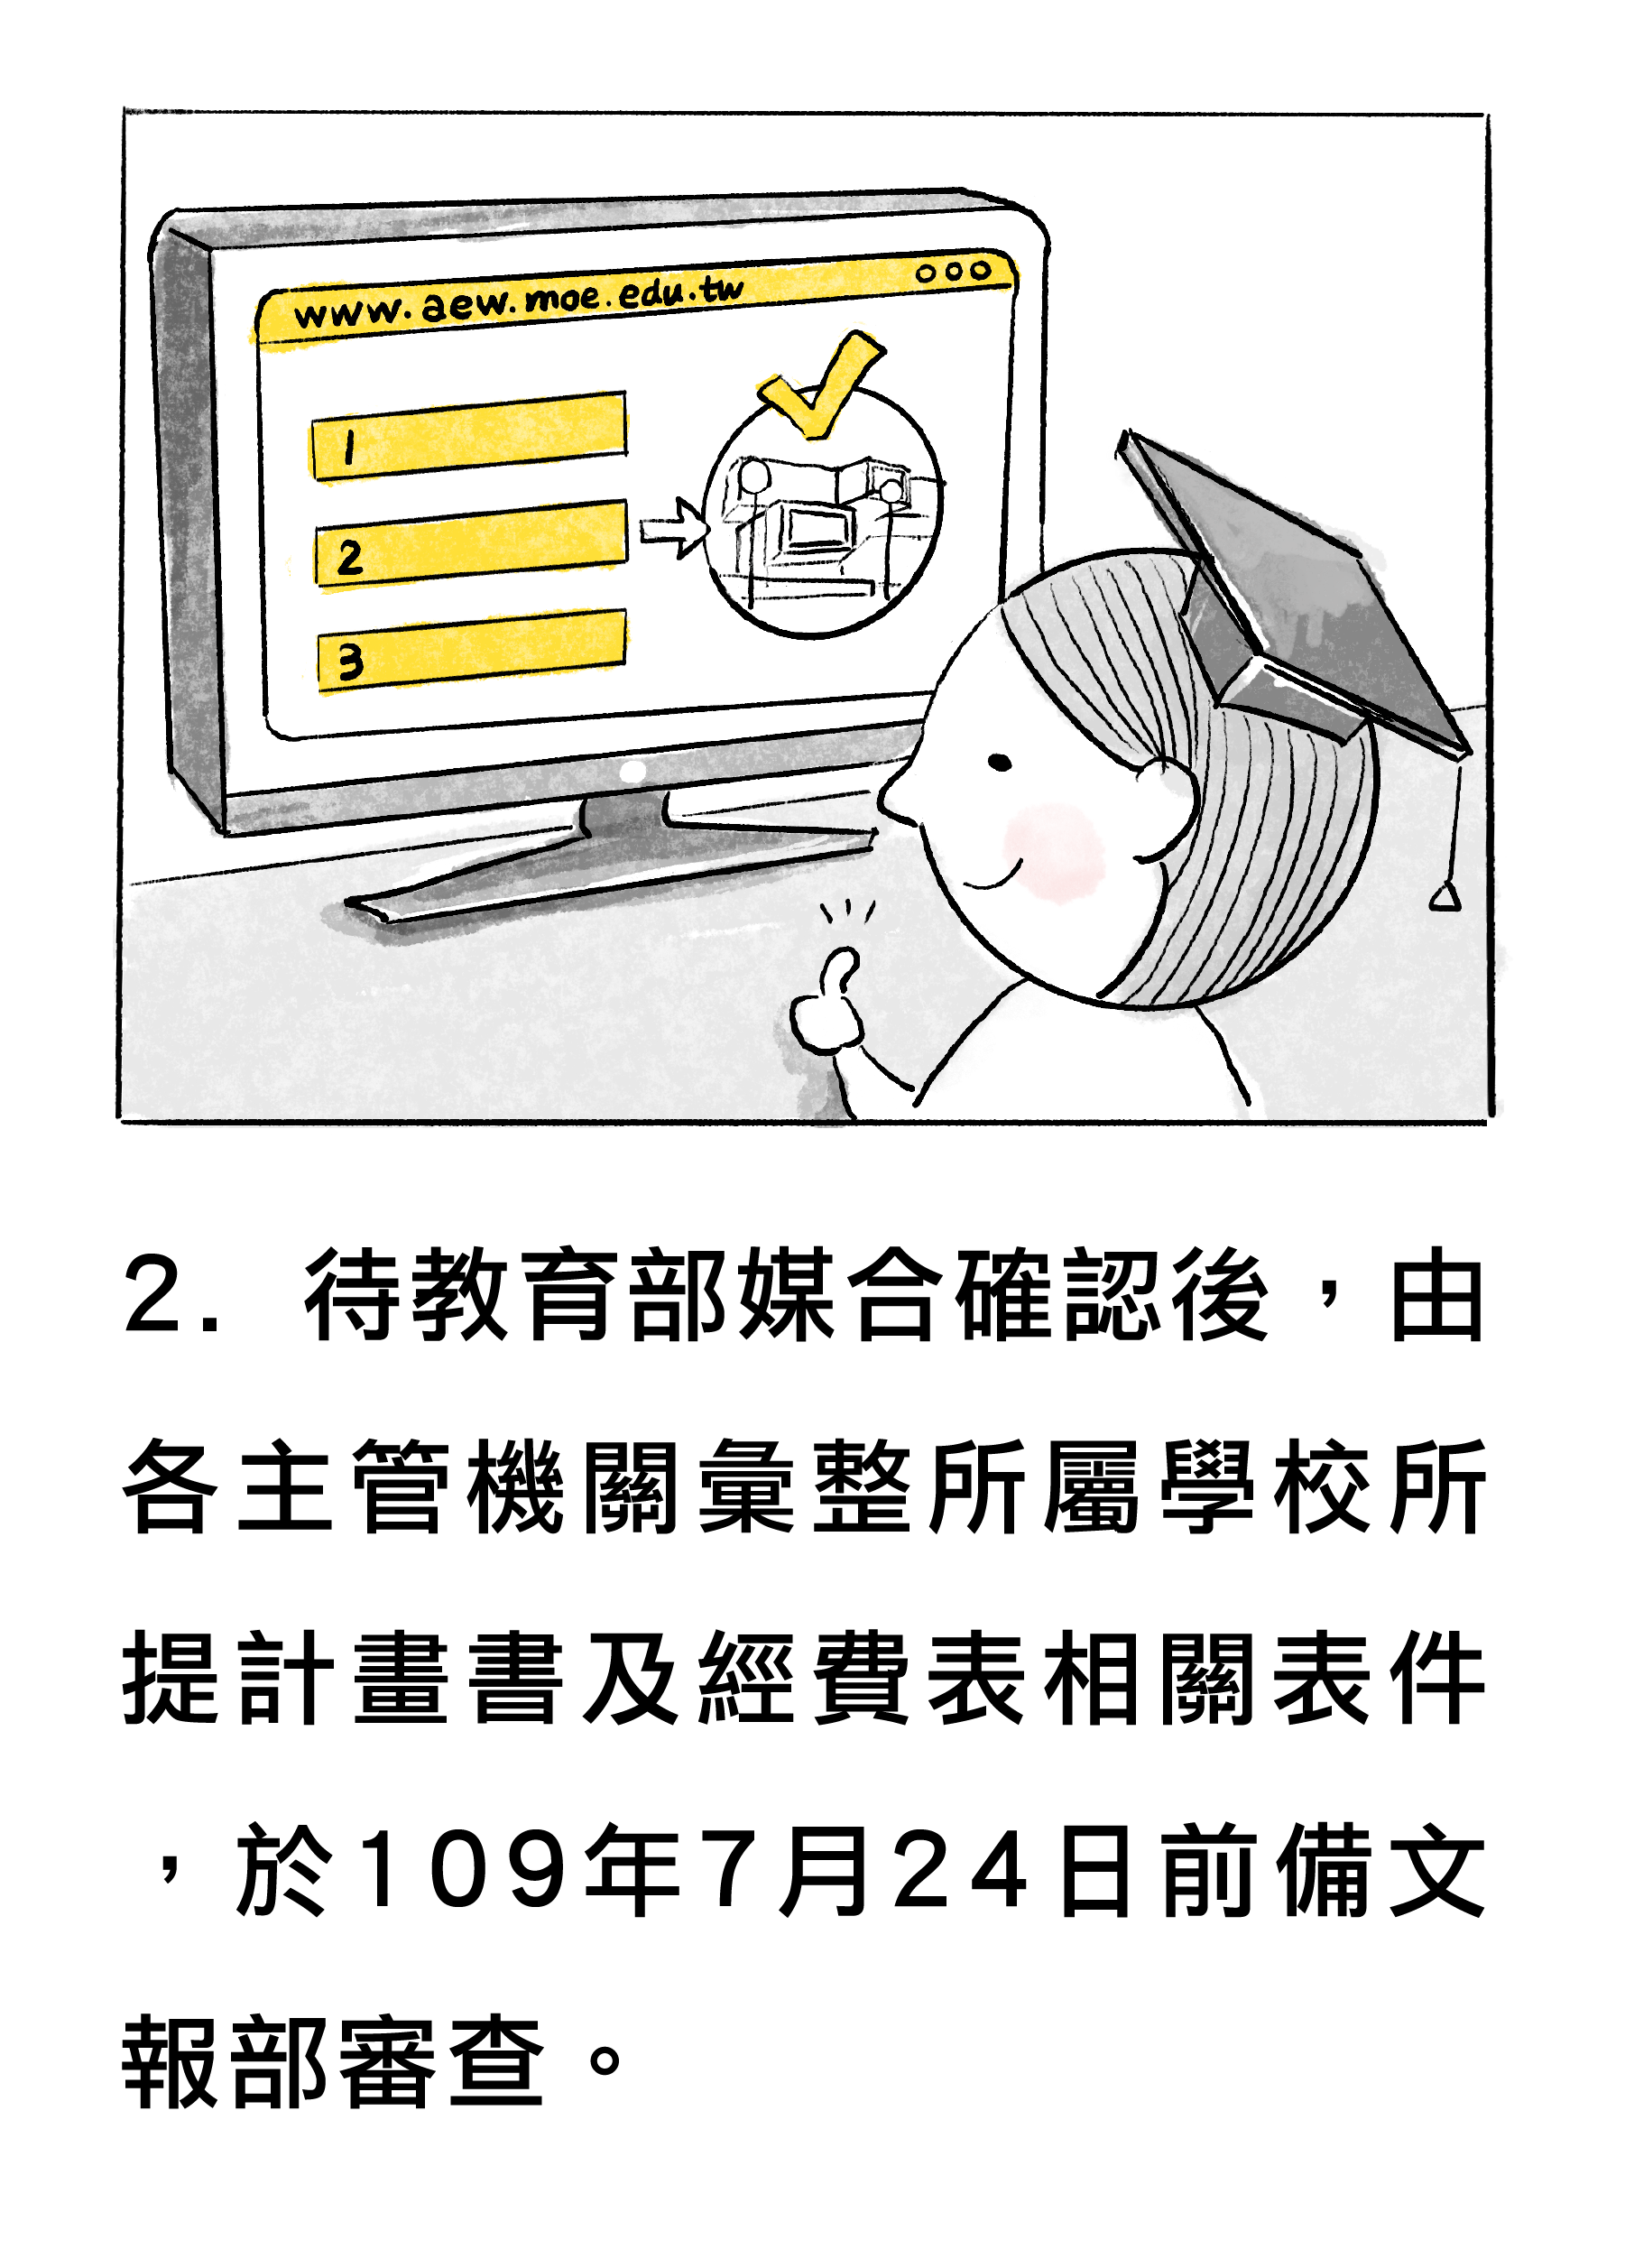 www.aew.moe.edu.tw
1
2
3
2. 待教育部媒合確認後，由
各主管機關彙整所屬學校所
提計畫書及經費表相關表件
，於109年7月24日前備文
報部審查。